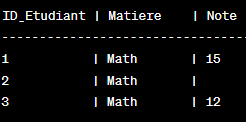 ID_Etudiant | Matiere    | Note
--------------------------------
1           | Math       | 15
2           | Math       |
3           | Math       | 12